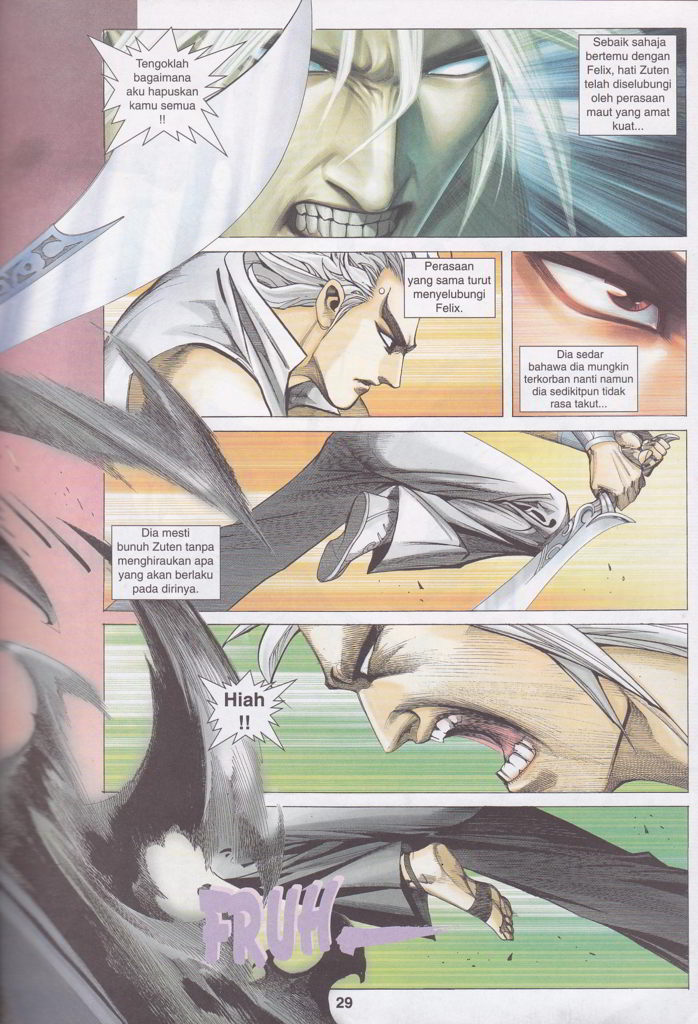 Tengoklah
bagaimana
aku hapuskan
kamu semua
!!
Sebaik sahaja
bertemu dengan
Felix, hati Zuten
telah diselubungi
oleh perasaan
maut yang amat
kuat...
Perasaan
yang sama turut
menyelubungi
Felix.
Dia sedar
bahawa dia mungkin
terkorban nanti namun
dia sedikitpun tidak
rasa takut...
Dia mesti
bunuh Zuten tanpa
menghiraukan apa
yang akan berlaku
pada dirinya.
Hiah
!!
FRUH
29